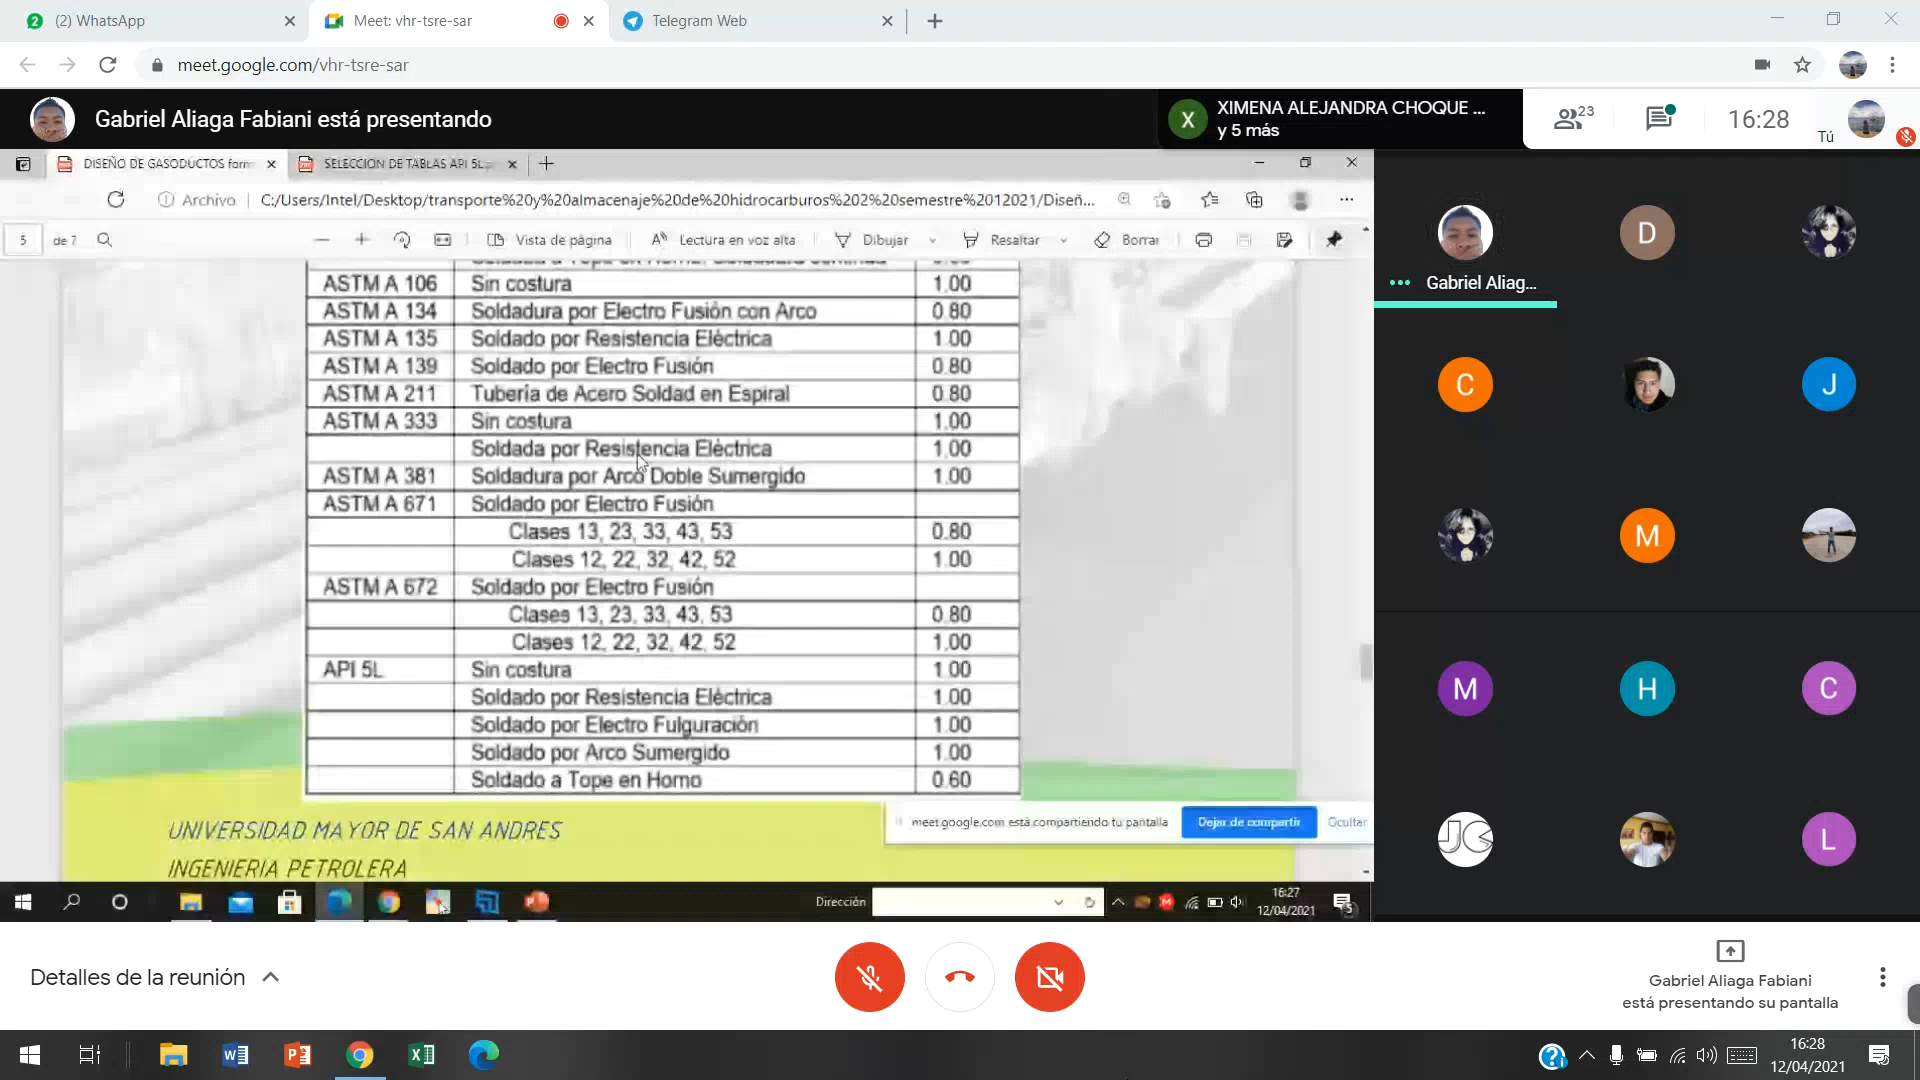 (2) WhatsApp
Meet: vhr-tsre-sar
Telegram Web
meet.google.com/vhr-tsre-sar
Gabriel Aliaga Fabiani está presentando
X
XIMENA ALEJANDRA CHOQUE ...
y 5 más
23
16:28
Tú
DISEÑO DE GASODUCTOS form
SELECCION DE TABLAS API 5L
Archivo
C:/Users/Intel/Desktop/transporte%20y%20almacenaje%20de%20hidrocarburos%202%20semestre%2012021/Diseñ...
5 de 7
Vista de página
Lectura en voz alta
Dibujar
Resaltar
Borrar
ASTM A 106 Sin costura 1.00
ASTM A 134 Soldadura por Electro Fusión con Arco 0.80
ASTM A 135 Soldado por Resistencia Eléctrica 1.00
ASTM A 139 Soldado por Electro Fusión 0.80
ASTM A 211 Tubería de Acero Soldad en Espiral 0.80
ASTM A 333 Sin costura 1.00
Soldada por Resistencia Eléctrica 1.00
ASTM A 381 Soldadura por Arco Doble Sumergido 1.00
ASTM A 671 Soldado por Electro Fusión
Clases 13, 23, 33, 43, 53 0.80
Clases 12, 22, 32, 42, 52 1.00
ASTM A 672 Soldado por Electro Fusión
Clases 13, 23, 33, 43, 53 0.80
Clases 12, 22, 32, 42, 52 1.00
API 5L Sin costura 1.00
Soldado por Resistencia Eléctrica 1.00
Soldado por Electro Fulguración 1.00
Soldado por Arco Sumergido 1.00
Soldado a Tope en Horno 0.60
UNIVERSIDAD MAYOR DE SAN ANDRES
INGENIERIA PETROLERA
meet.google.com está compartiendo tu pantalla
Dejar de compartir
Ocultar
Dirección
16:27
12/04/2021
5
Gabriel Aliag...
D
C
J
M
M
H
C
JC
L
Detalles de la reunión
Gabriel Aliaga Fabiani
está presentando su pantalla
16:28
12/04/2021